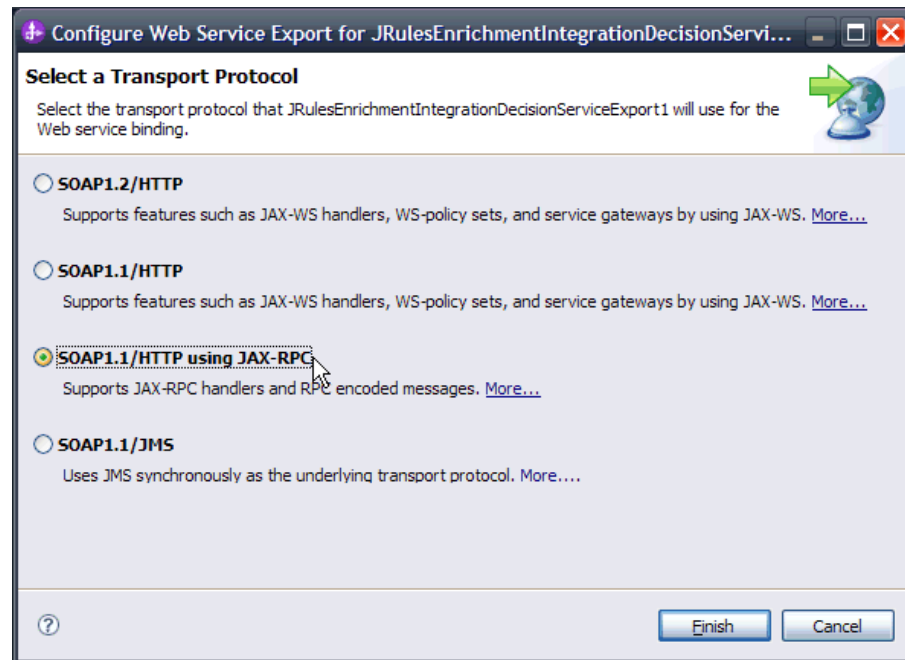 Configure Web Service Export for JRulesEnrichmentIntegrationDecisionServi...
Select a Transport Protocol
Select the transport protocol that JRulesEnrichmentIntegrationDecisionServiceExport1 will use for the
Web service binding.
SOAP1.2/HTTP
Supports features such as JAX-WS handlers, WS-policy sets, and service gateways by using JAX-WS. More...
SOAP1.1/HTTP
Supports features such as JAX-WS handlers, WS-policy sets, and service gateways by using JAX-WS. More...
SOAP1.1/HTTP using JAX-RPC
Supports JAX-RPC handlers and RPC encoded messages. More...
SOAP1.1/JMS
Uses JMS synchronously as the underlying transport protocol. More....
Finish Cancel